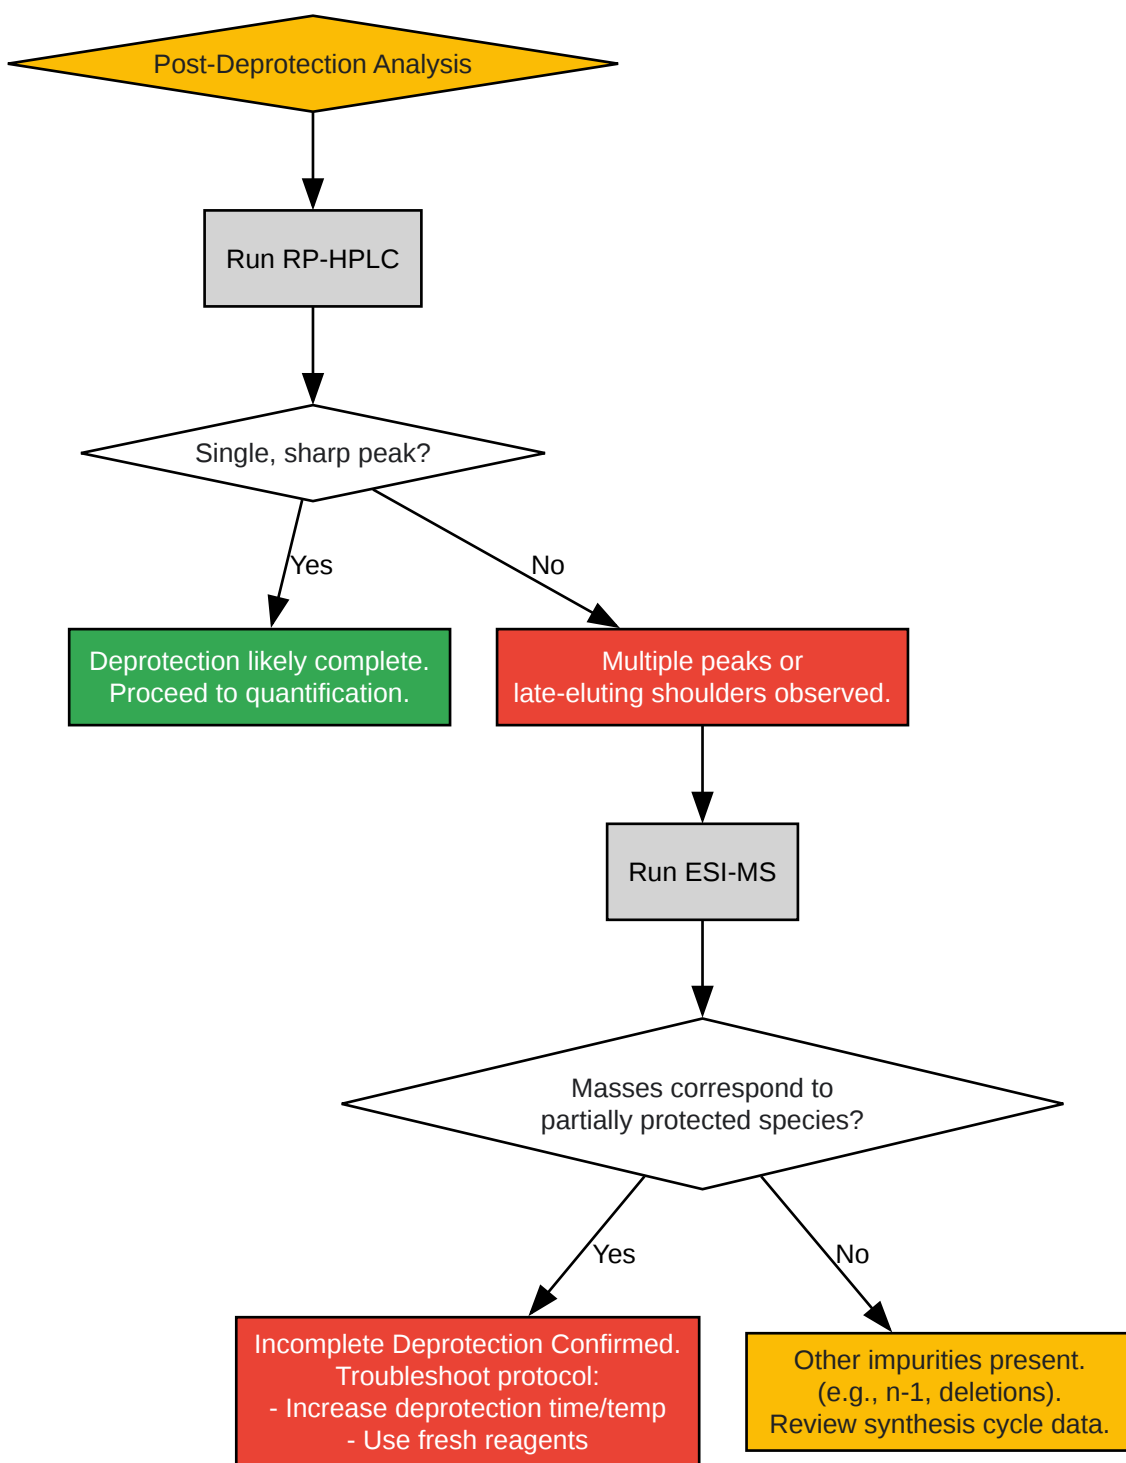 Post-Deprotection Analysis
Run RP-HPLC
Single, sharp peak?
Yes
No
Deprotection likely complete.
Proceed to quantification.
Multiple peaks or
late-eluting shoulders observed.
Run ESI-MS
Masses correspond to
partially protected species?
Yes
No
Incomplete Deprotection Confirmed.
Troubleshoot protocol:
- Increase deprotection time/temp
- Use fresh reagents
Other impurities present.
(e.g., n-1, deletions).
Review synthesis cycle data.